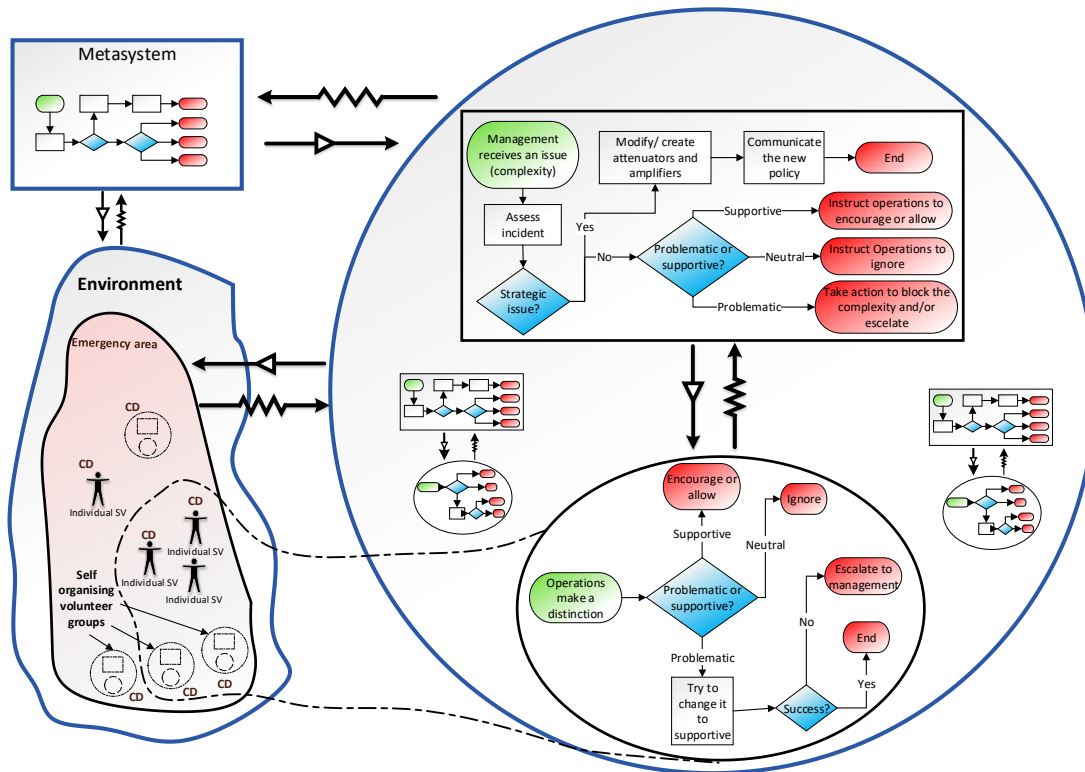 Metasystem
Management
receives an issue
(complexity)
Modify/ create
attenuators and
amplifiers
Communicate
the new
policy
End
Assess
incident
Yes
Supportive
Instruct operations to
encourage or allow
No
Problematic or
supportive?
Neutral
Instruct Operations to
ignore
Strategic
issue?
Problematic
Take action to block the
complexity and/or
escelate
Environment
Emergency area
CD
CD
Individual SV
CD
Individual SV
CD
Individual SV
Individual SV
Self
organising
volunteer
groups
CD
CD
CD
Encourage or
allow
Ignore
Supportive
Neutral
Operations
make a
distinction
Problematic or
supportive?
Escalate to
management
No
End
Problematic
Yes
Try to
change it to
supportive
Success?